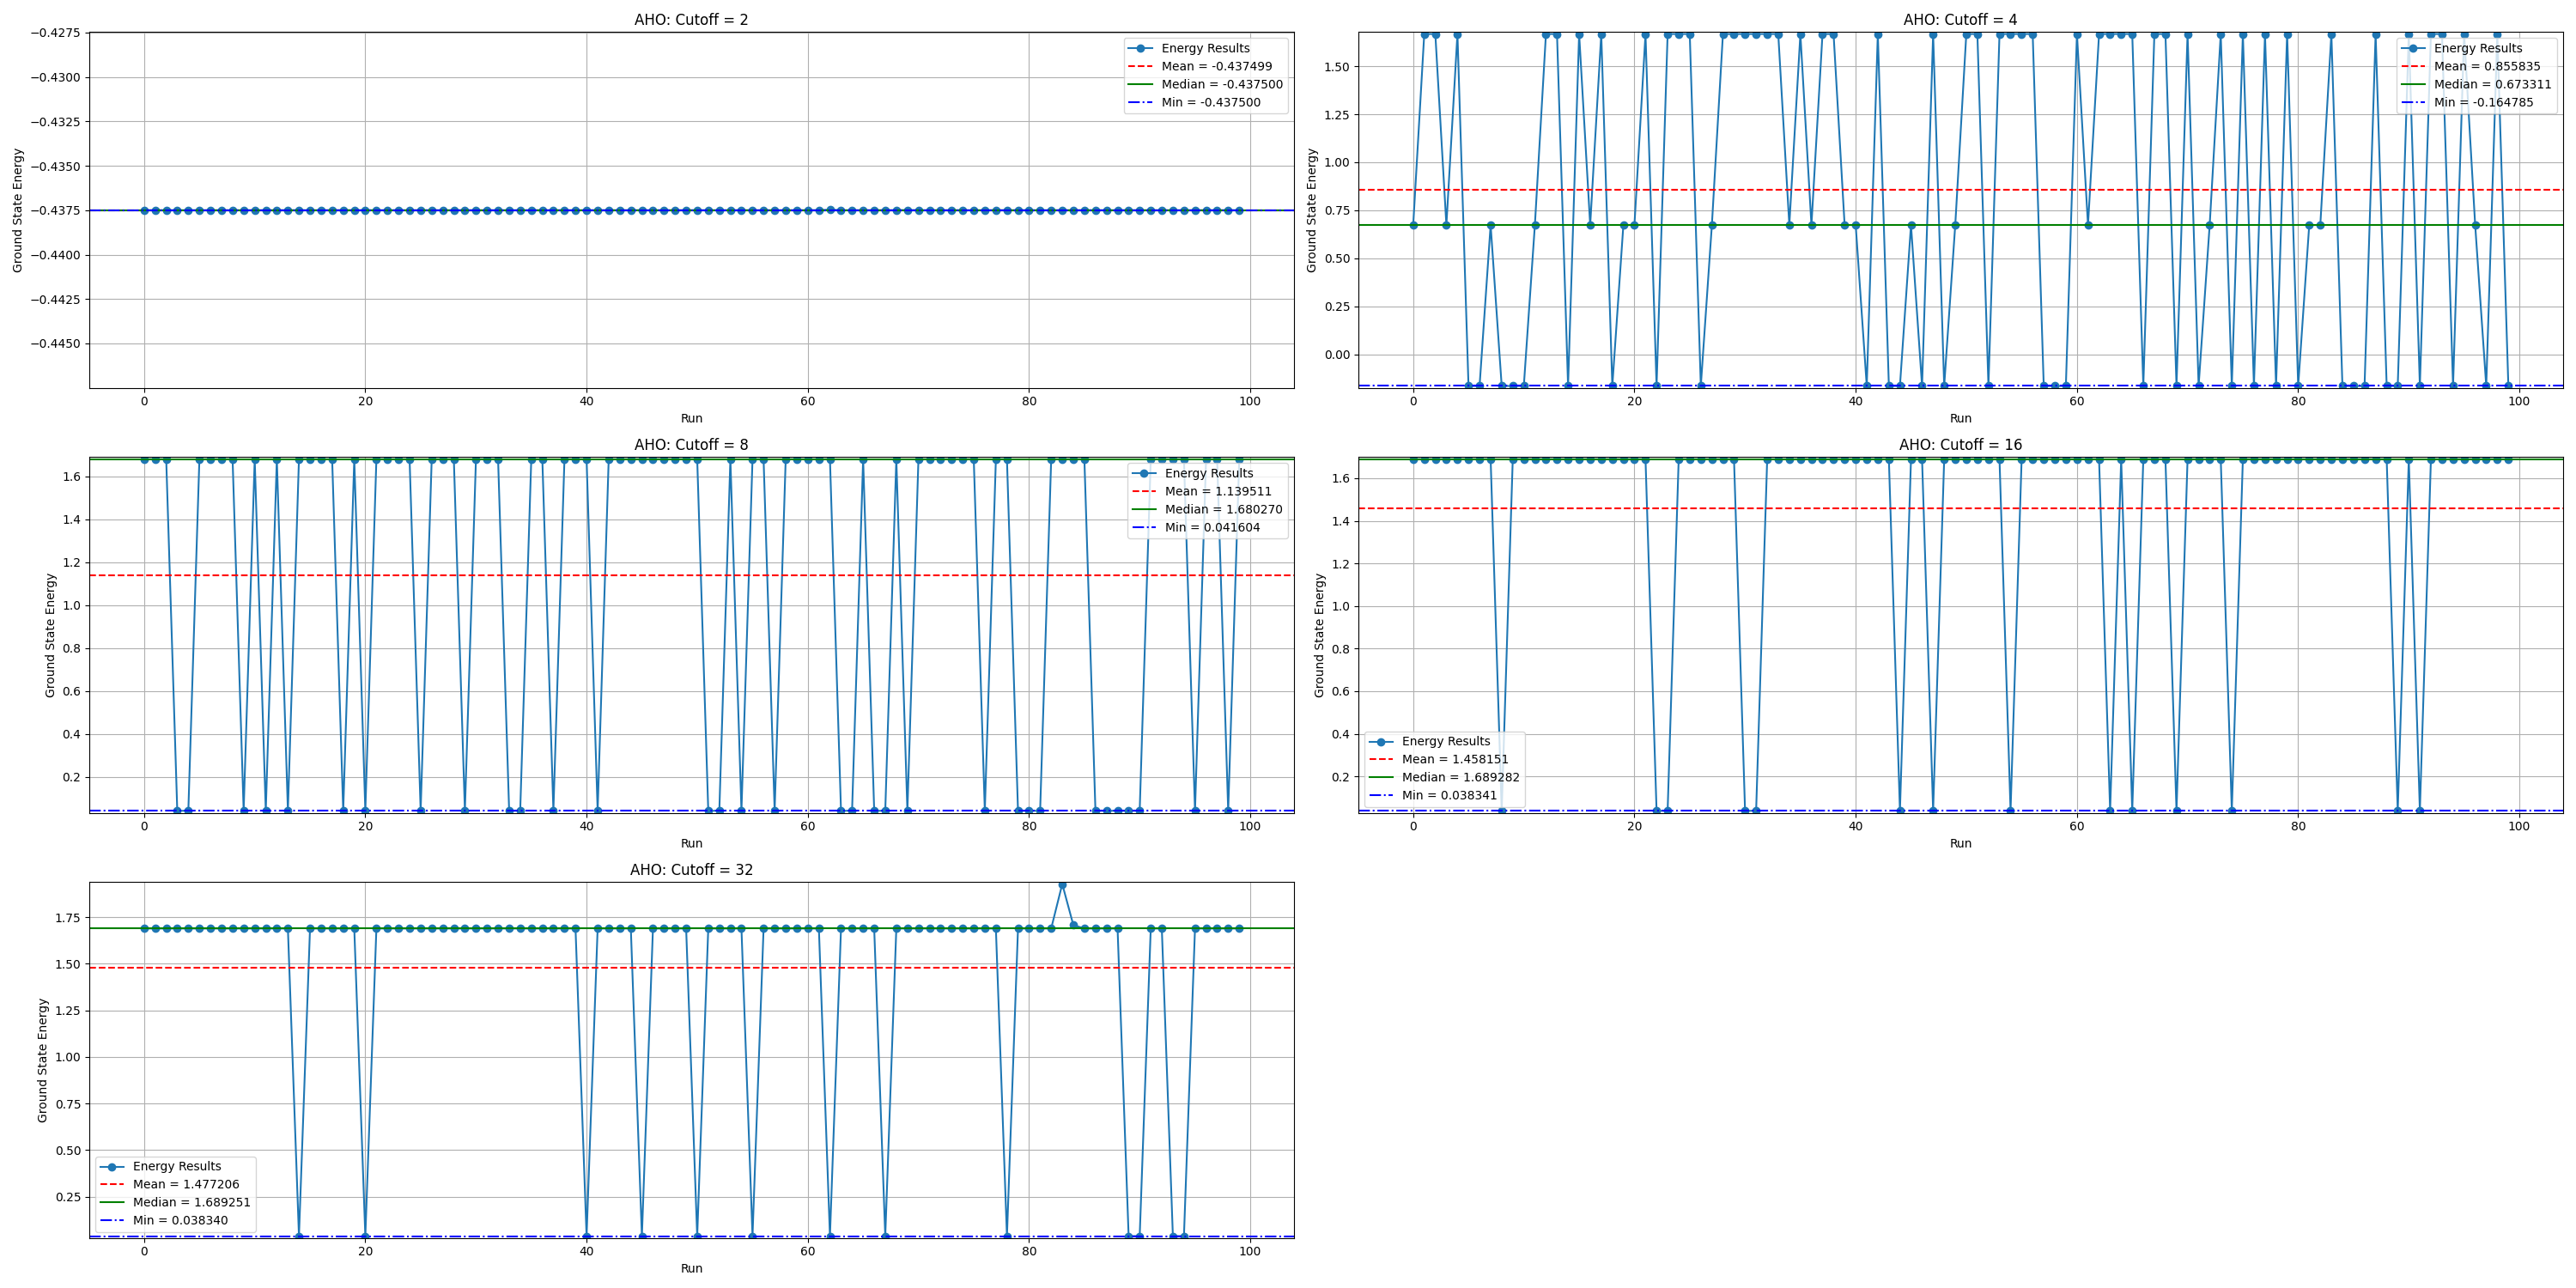 AHO: Cutoff = 2
Ground State Energy
−0.4275
−0.4300
−0.4325
−0.4350
−0.4375
−0.4400
−0.4425
−0.4450
Energy Results
Mean = -0.437499
Median = -0.437500
Min = -0.437500
0 20 40 60 80 100
Run
AHO: Cutoff = 4
Ground State Energy
1.50
1.25
1.00
0.75
0.50
0.25
0.00
Energy Results
Mean = 0.855835
Median = 0.673311
Min = -0.164785
0 20 40 60 80 100
Run
AHO: Cutoff = 8
Ground State Energy
1.6
1.4
1.2
1.0
0.8
0.6
0.4
0.2
Energy Results
Mean = 1.139511
Median = 1.680270
Min = 0.041604
0 20 40 60 80 100
Run
AHO: Cutoff = 16
Ground State Energy
1.6
1.4
1.2
1.0
0.8
0.6
0.4
0.2
Energy Results
Mean = 1.458151
Median = 1.689282
Min = 0.038341
0 20 40 60 80 100
Run
AHO: Cutoff = 32
Ground State Energy
1.75
1.50
1.25
1.00
0.75
0.50
0.25
Energy Results
Mean = 1.477206
Median = 1.689251
Min = 0.038340
0 20 40 60 80 100
Run